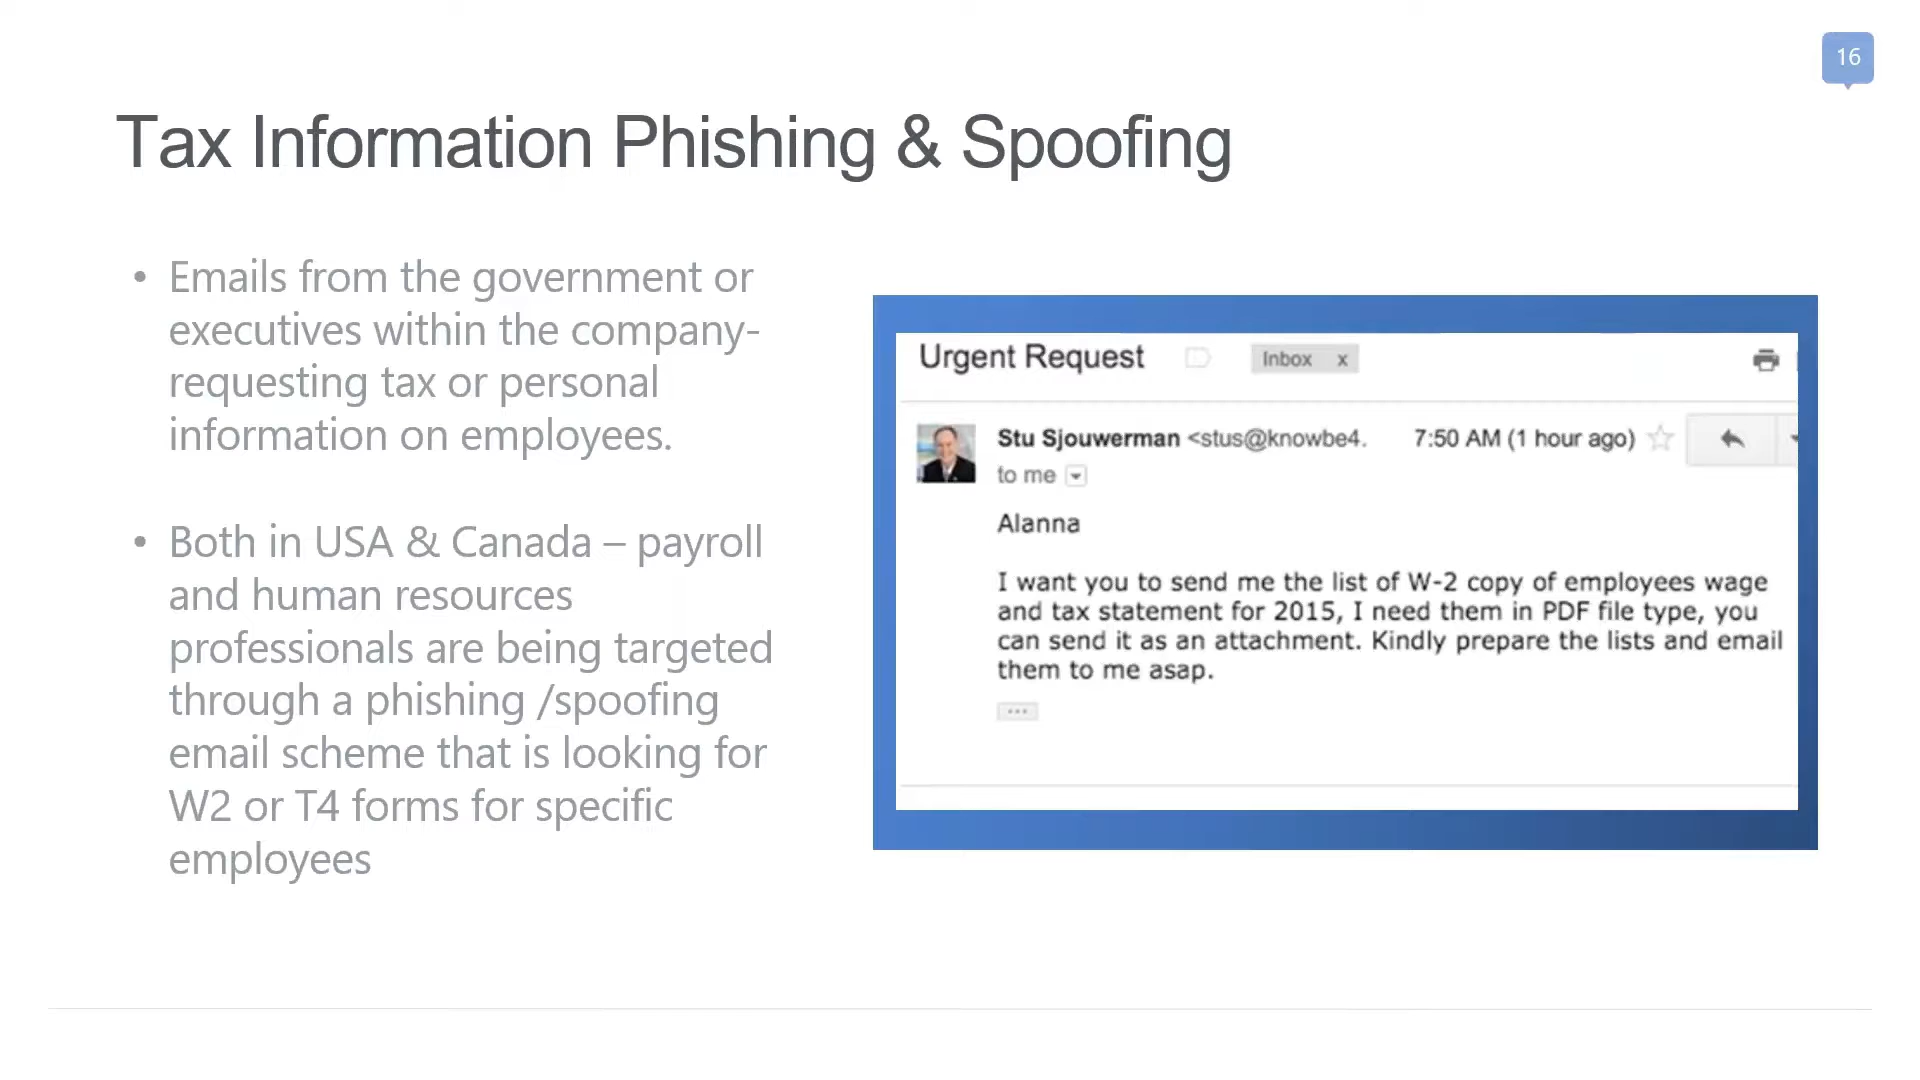 16
Tax Information Phishing & Spoofing
• Emails from the government or
executives within the company-
requesting tax or personal
information on employees.
• Both in USA & Canada – payroll
and human resources
professionals are being targeted
through a phishing /spoofing
email scheme that is looking for
W2 or T4 forms for specific
employees
Urgent Request Inbox x
Stu Sjouwerman <stus@knowbe4. 7:50 AM (1 hour ago)
to me
Alanna
I want you to send me the list of W-2 copy of employees wage
and tax statement for 2015, I need them in PDF file type, you
can send it as an attachment. Kindly prepare the lists and email
them to me asap.